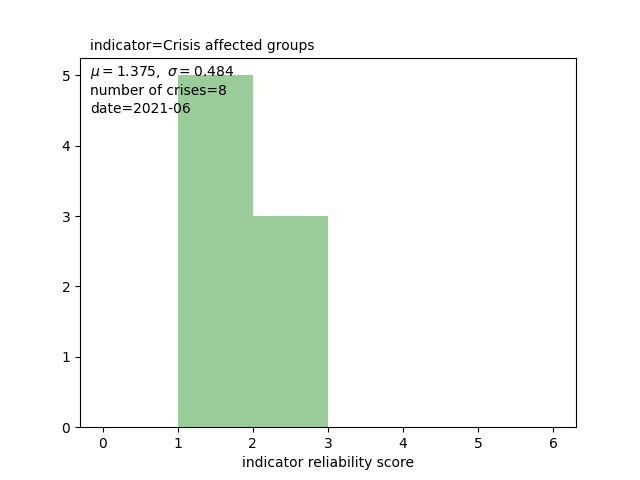 indicator=Crisis affected groups
μ = 1.375, σ = 0.484
number of crises=8
date=2021-06
5
4
3
2
1
0
0 1 2 3 4 5 6
indicator reliability score